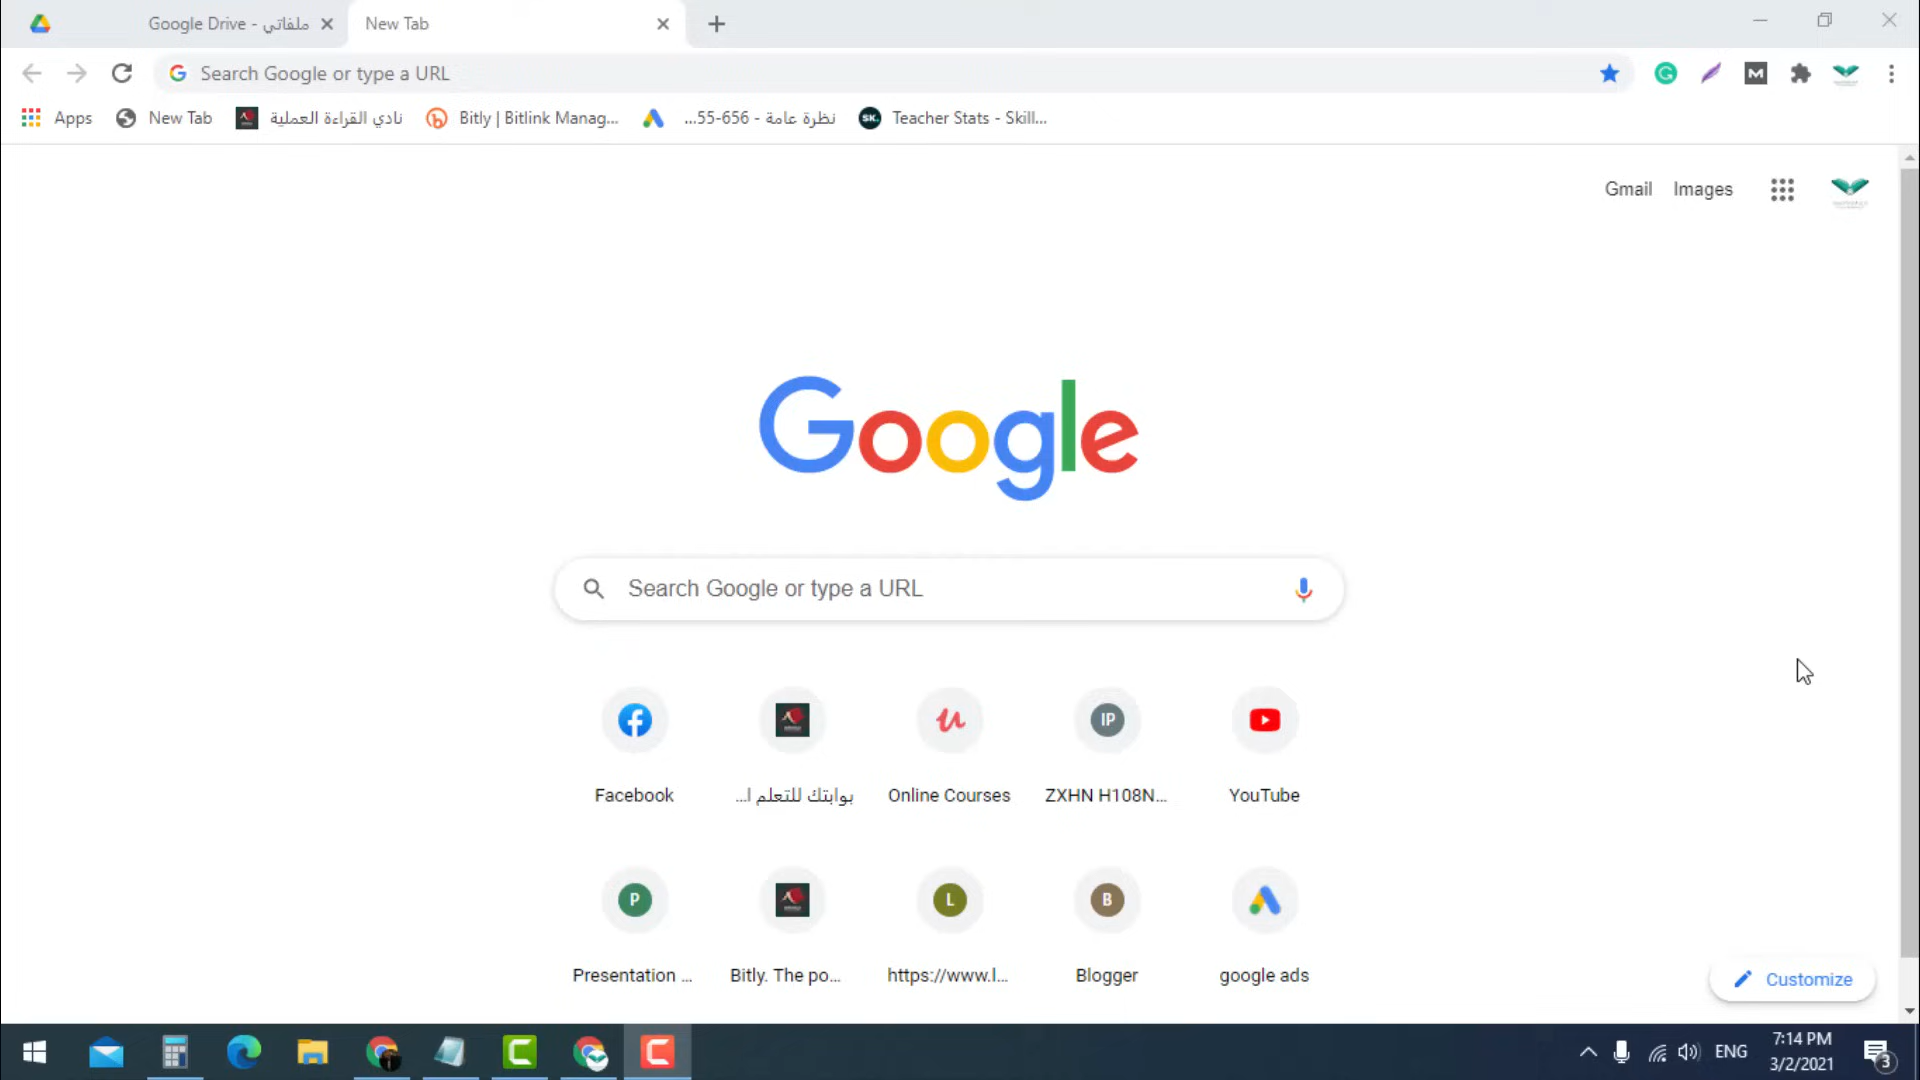 Google Drive - ملفاتي
New Tab
Search Google or type a URL
Apps
New Tab
نادي القراءة العملية
Bitly | Bitlink Manag...
نظرة عامة - 656-55...
SK.
Teacher Stats - Skill...
Gmail
Images
Google
Search Google or type a URL
IP
Facebook
بوابتك للتعلم ا...
Online Courses
ZXHN H108N...
YouTube
P
L
B
Presentation ...
Bitly. The po...
https://www.l...
Blogger
google ads
Customize
ENG
7:14 PM
3/2/2021
3